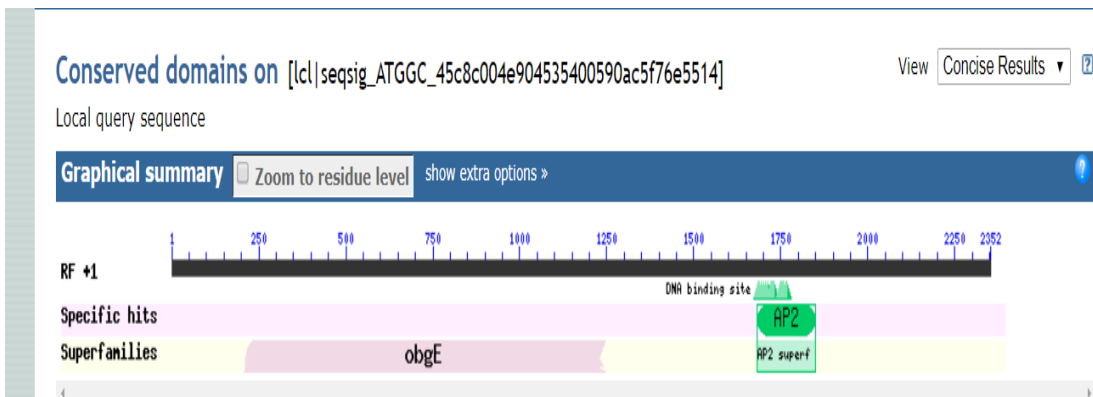 Conserved domains on [lcl|seqsig_ATGGC_45c8c004e904535400590ac5f76e5514]
View Concise Results ?
Local query sequence
Graphical summary Zoom to residue level show extra options » ?
1 250 500 750 1000 1250 1500 1750 2000 2250 2352
RF +1
DNA binding site
Specific hits AP2
Superfamilies obgE AP2 superf